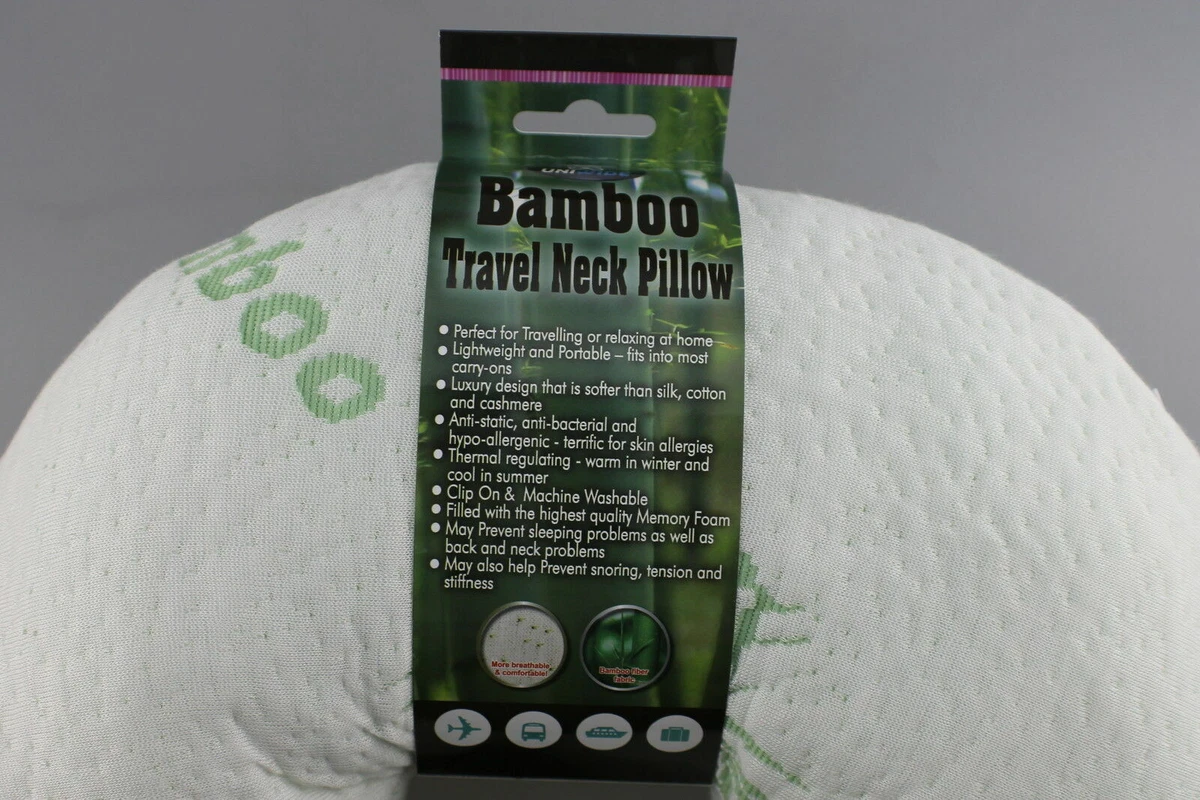 UNIWIDE
Bamboo
Travel Neck Pillow
• Perfect for Travelling or relaxing at home
• Lightweight and Portable – fits into most
carry-ons
• Luxury design that is softer than silk, cotton
and cashmere
• Anti-static, anti-bacterial and
hypo-allergenic - terrific for skin allergies
• Thermal regulating - warm in winter and
cool in summer
• Clip On & Machine Washable
• Filled with the highest quality Memory Foam
• May Prevent sleeping problems as well as
back and neck problems
• May also help Prevent snoring, tension and
stiffness
More breathable
& comfortable!
Bamboo fiber
fabric
mboo